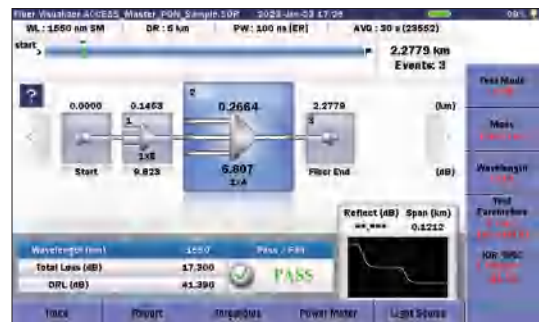 Fiber Visualizer ACCESS_Master_PON_Sample.SOR 2023-Jan-03 17:09
WL : 1550 nm SM DR : 5 km PW : 100 ns [ER] AVG : 30 s (23552)
start
2.2779 km
Events: 3
?
0.0000 0.1453 0.2664 2.2779 (km)
1 2 3
1x8 1x4
Start 9.823 6.807 Fiber End (dB)
Reflect (dB) Span (km)
**.*** 0.1212
Wavelength (nm) 1550 Pass / Fail
Total Loss (dB) 17.300
ORL (dB) 41.390
PASS
Test Mode
Mode
Wavelength
Test
Parameters
Trace Report Thresholds Power Meter Light Source